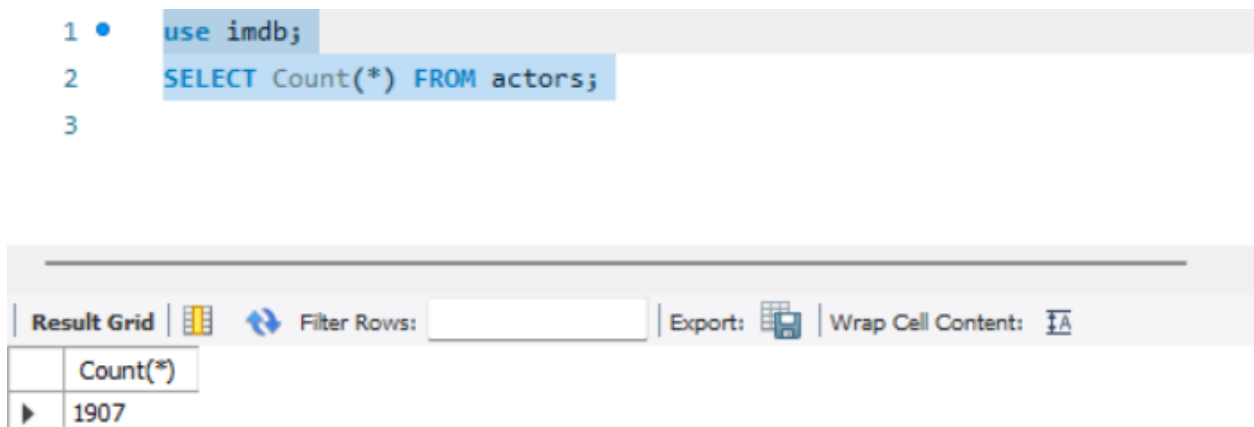 1 use imdb;
2 SELECT Count(*) FROM actors;
3
Result Grid Filter Rows: Export: Wrap Cell Content: IA
Count(*)
1907